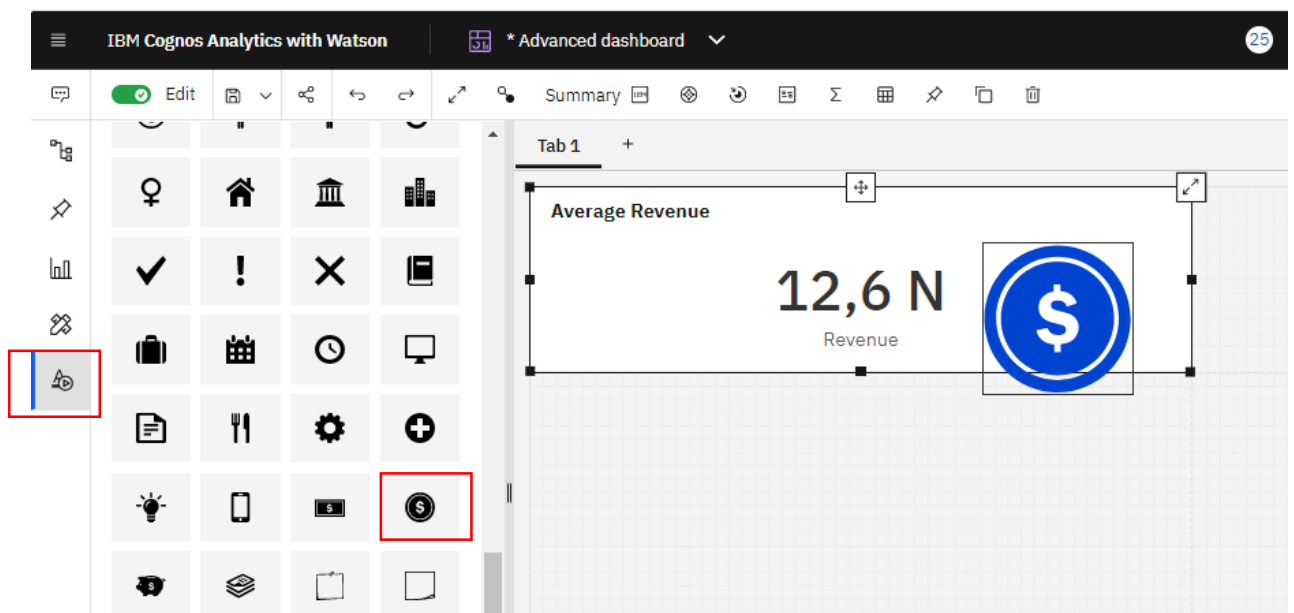 IBM Cognos Analytics with Watson
* Advanced dashboard
25
Edit
Summary
Tab 1
+
Average Revenue
12,6 N
Revenue
$
$
$
$